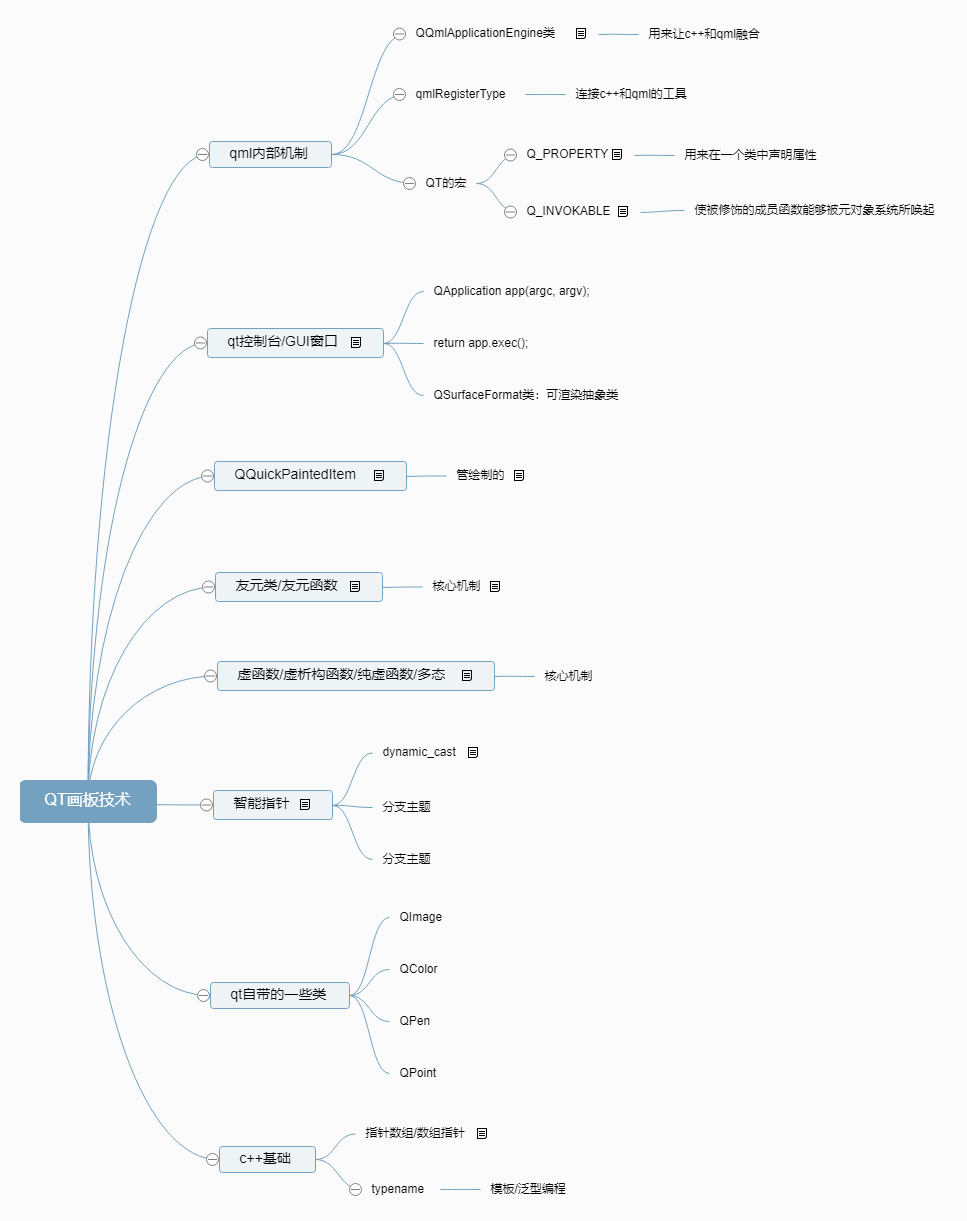 QQmlApplicationEngine类
用来让c++和qml融合
qmlRegisterType
连接c++和qml的工具
qml内部机制
QT的宏
Q_PROPERTY
用来在一个类中声明属性
Q_INVOKABLE
使被修饰的成员函数能够被元对象系统所唤起
QApplication app(argc, argv);
qt控制台/GUI窗口
return app.exec();
QSurfaceFormat类：可渲染抽象类
QQuickPaintedItem
管绘制的
友元类/友元函数
核心机制
虚函数/虚析构函数/纯虚函数/多态
核心机制
QT画板技术
智能指针
dynamic_cast
分支主题
分支主题
qt自带的一些类
QImage
QColor
QPen
QPoint
c++基础
指针数组/数组指针
typename
模板/泛型编程